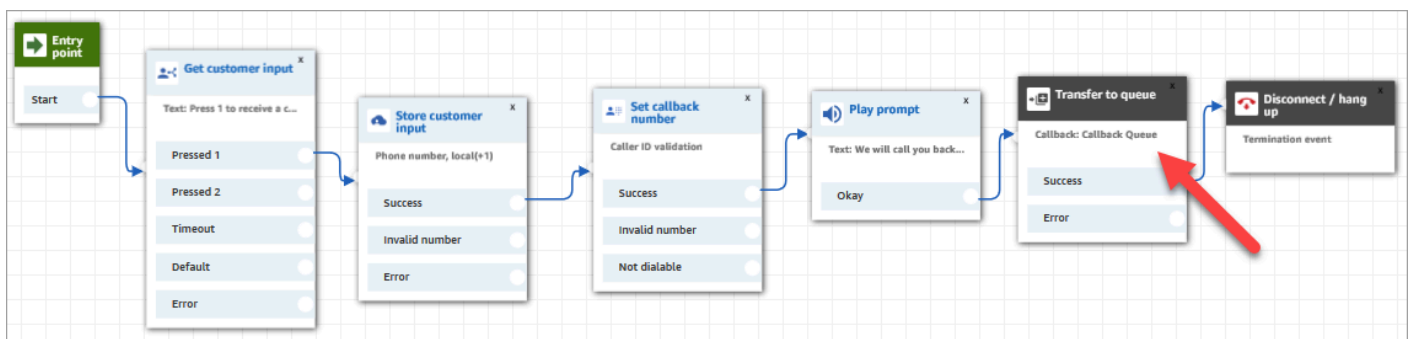 Entry
point
Start
Get customer input
x
Text: Press 1 to receive a c...
Pressed 1
Pressed 2
Timeout
Default
Error
Store customer
input
x
Phone number, local(+1)
Success
Invalid number
Error
Set callback
number
x
Caller ID validation
Success
Invalid number
Not dialable
Play prompt
x
Text: We will call you back...
Okay
Transfer to queue
x
Callback: Callback Queue
Success
Error
Disconnect / hang
up
x
Termination event